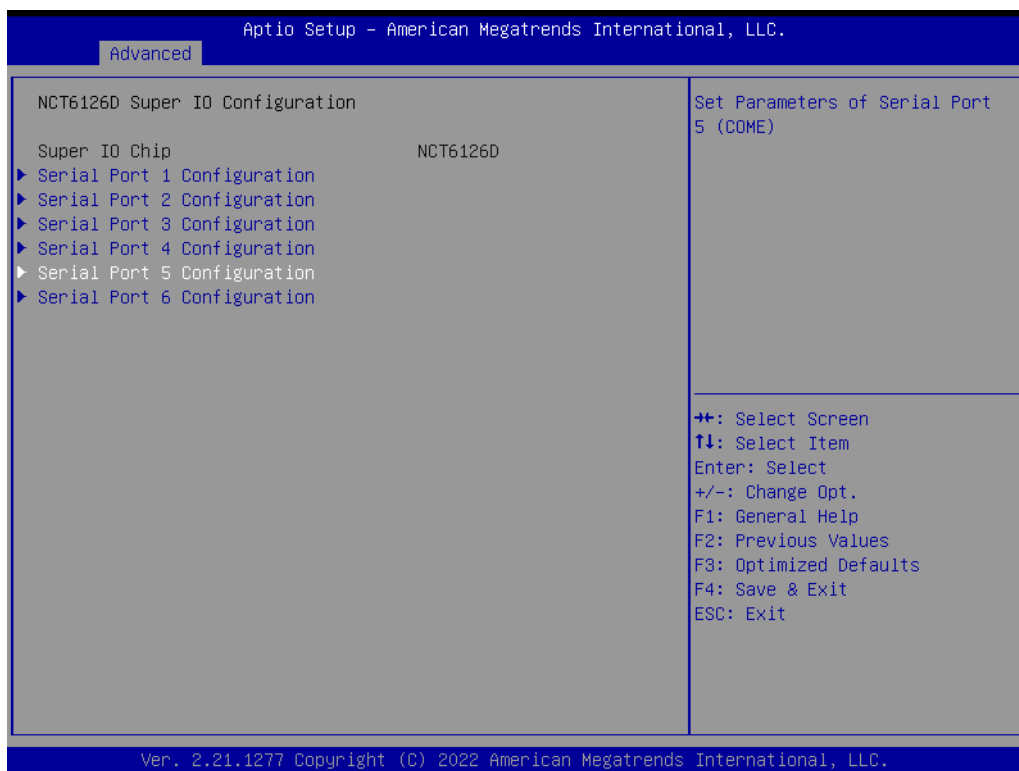 Aptio Setup – American Megatrends International, LLC.
Advanced
NCT6126D Super IO Configuration
Super IO Chip NCT6126D
Serial Port 1 Configuration
Serial Port 2 Configuration
Serial Port 3 Configuration
Serial Port 4 Configuration
Serial Port 5 Configuration
Serial Port 6 Configuration
Set Parameters of Serial Port
5 (COME)
→←: Select Screen
↑↓: Select Item
Enter: Select
+/-: Change Opt.
F1: General Help
F2: Previous Values
F3: Optimized Defaults
F4: Save & Exit
ESC: Exit
Ver. 2.21.1277 Copyright (C) 2022 American Megatrends International, LLC.